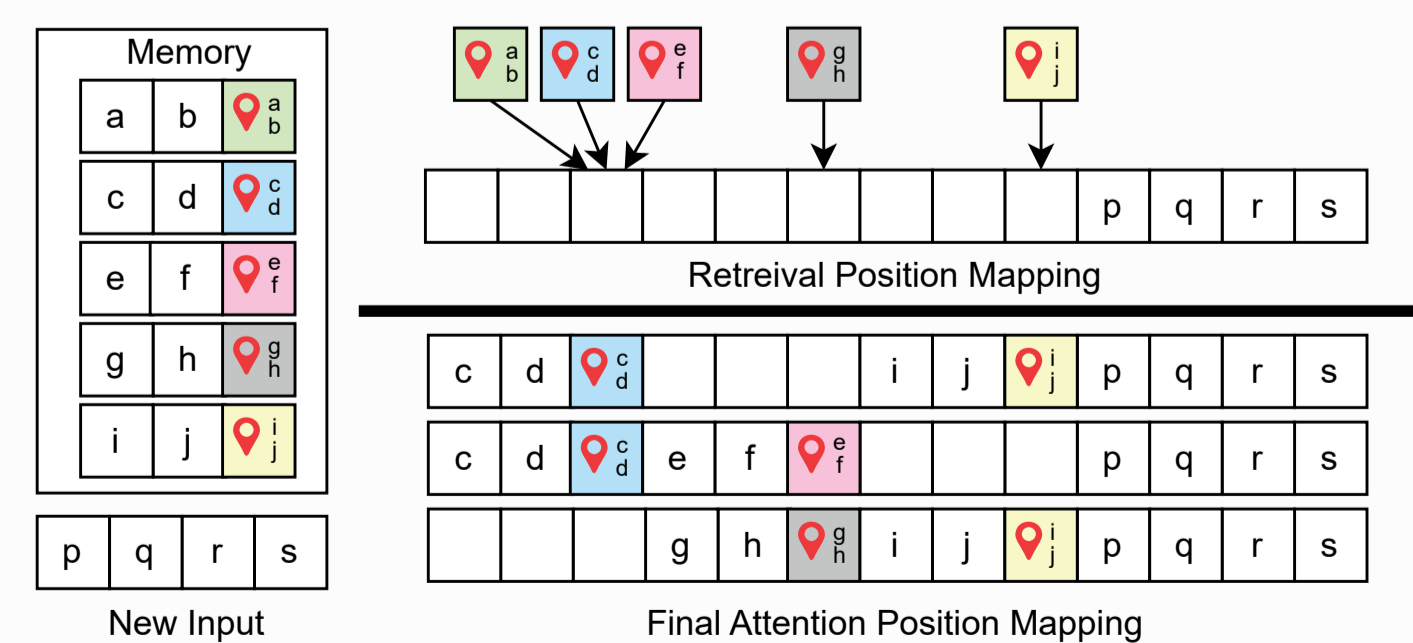 Memory
a b a b
c d c d
e f e f
g h g h
i j i j
p q r s
New Input
a b c d e f g h i j
p q r s
Retreival Position Mapping
c d c d i j i j p q r s
c d c d e f e f p q r s
g h g h i j i j p q r s
Final Attention Position Mapping